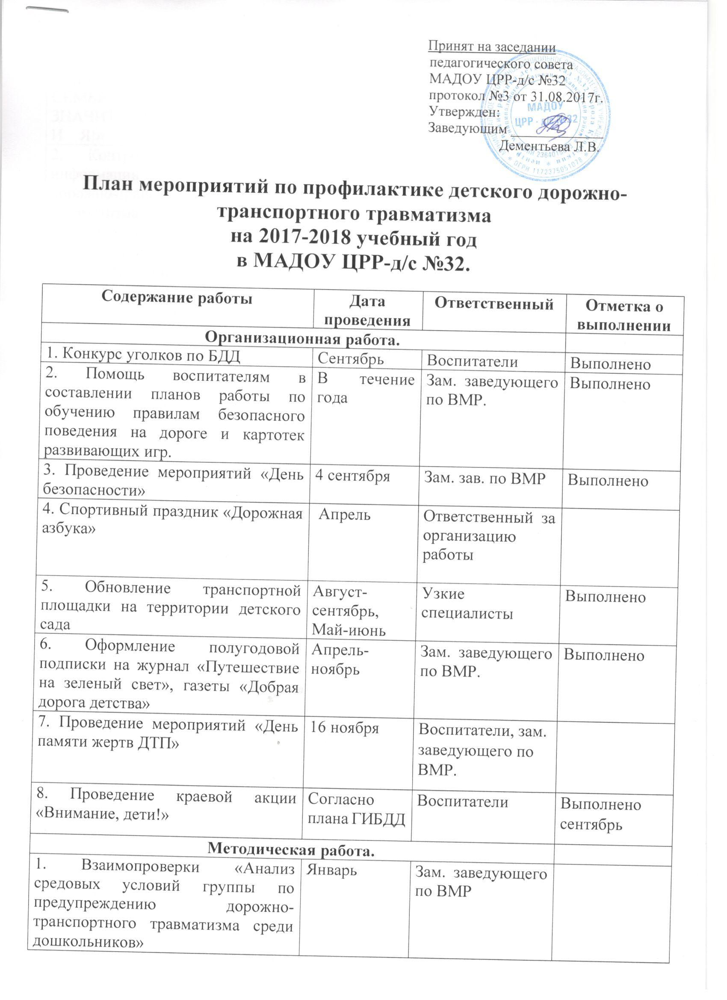 Принят на заседании
педагогического совета
МАДОУ ЦРР-д/с №32
протокол №3 от 31.08.2017г.
Утвержден:
Заведующим
Дементьева Л.В.
МАДОУ
ЦРР - д/с №32
ОГРН 1172375051078
План мероприятий по профилактике детского дорожно-
транспортного травматизма
на 2017-2018 учебный год
в МАДОУ ЦРР-д/с №32.
Содержание работы
Дата
проведения
Ответственный
Отметка о
выполнении
Организационная работа.
1. Конкурс уголков по БДД
Сентябрь
Воспитатели
Выполнено
2. Помощь воспитателям в
составлении планов работы по
обучению правилам безопасного
поведения на дороге и картотек
развивающих игр.
В течение
года
Зам. заведующего
по ВМР.
Выполнено
3. Проведение мероприятий «День
безопасности»
4 сентября
Зам. зав. по ВМР
Выполнено
4. Спортивный праздник «Дорожная
азбука»
Апрель
Ответственный за
организацию
работы
5. Обновление транспортной
площадки на территории детского
сада
Август-
сентябрь,
Май-июнь
Узкие
специалисты
Выполнено
6. Оформление полугодовой
подписки на журнал «Путешествие
на зеленый свет», газеты «Добрая
дорога детства»
Апрель-
ноябрь
Зам. заведующего
по ВМР.
Выполнено
7. Проведение мероприятий «День
памяти жертв ДТП»
16 ноября
Воспитатели, зам.
заведующего по
ВМР.
8. Проведение краевой акции
«Внимание, дети!»
Согласно
плана ГИБДД
Воспитатели
Выполнено
сентябрь
Методическая работа.
1. Взаимопроверки «Анализ
средовых условий группы по
предупреждению дорожно-
транспортного травматизма среди
дошкольников»
Январь
Зам. заведующего
по ВМР